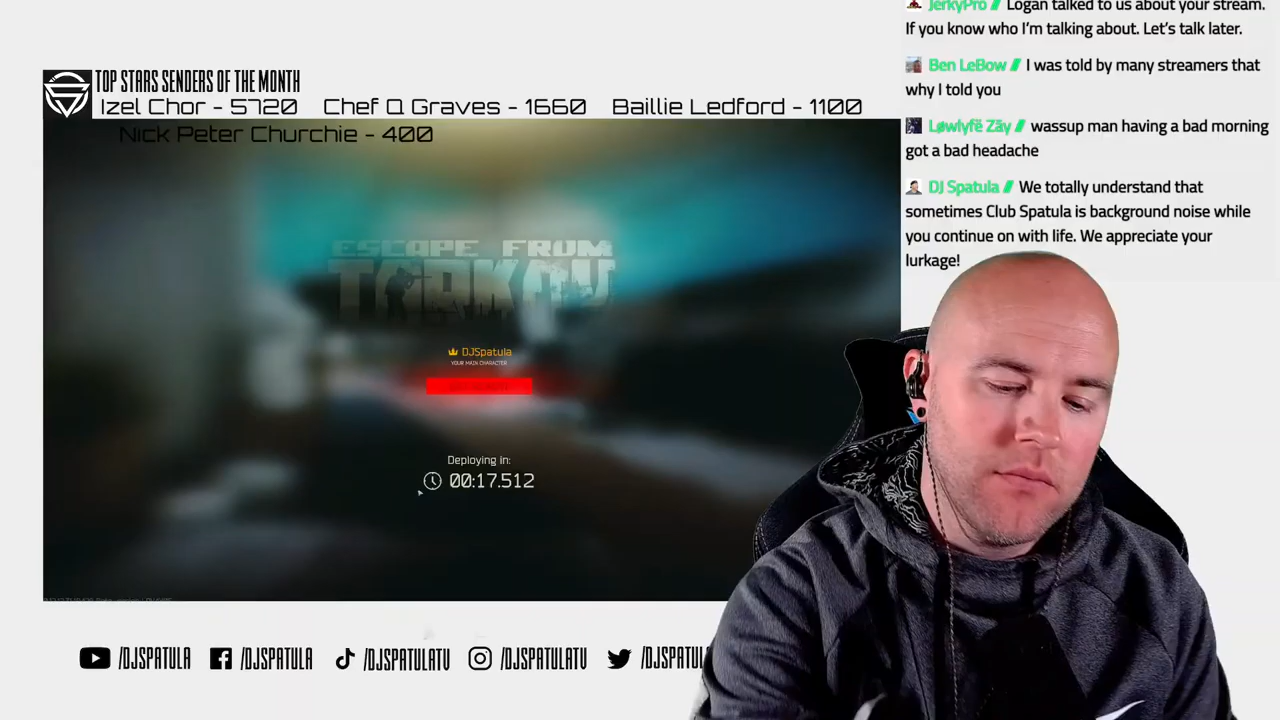 TOP STARS SENDERS OF THE MONTH
Izel Chor - 5720 Chef Q Graves - 1660 Baillie Ledford - 1100
Nick Peter Churchie - 400
ESCAPE FROM
TARKOV
DJSpatula
YOUR MAIN CHARACTER
Deploying in:
00:17.512
JerkyPro // Logan talked to us about your stream.
If you know who I'm talking about. Let's talk later.
Ben LeBow // I was told by many streamers that
why I told you
Løwlyfë Zäy // wassup man having a bad morning
got a bad headache
DJ Spatula // We totally understand that
sometimes Club Spatula is background noise while
you continue on with life. We appreciate your
lurkage!
/DJSPATULA /DJSPATULA /DJSPATULATV /DJSPATULATV /DJSPATUL